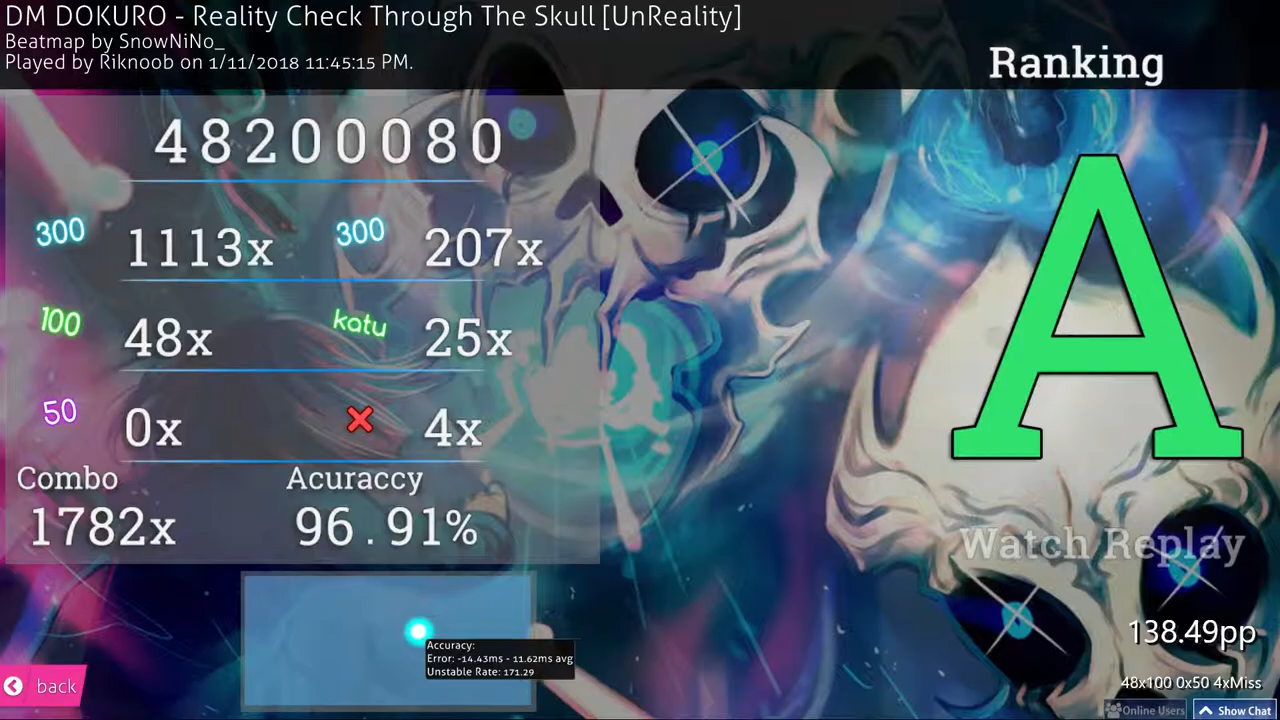 DM DOKURO - Reality Check Through The Skull [UnReality]
Beatmap by SnowNiNo_
Played by Riknoob on 1/11/2018 11:45:15 PM.
Ranking
48200080
300 1113x 300 207x
100 48x katu 25x
50 0x 4x
Combo Acuraccy
1782x 96.91%
A
Watch Replay
Accuracy:
Error: -14.43ms - 11.62ms avg
Unstable Rate: 171.29
138.49pp
48x100 0x50 4xMiss
back
Online Users Show Chat